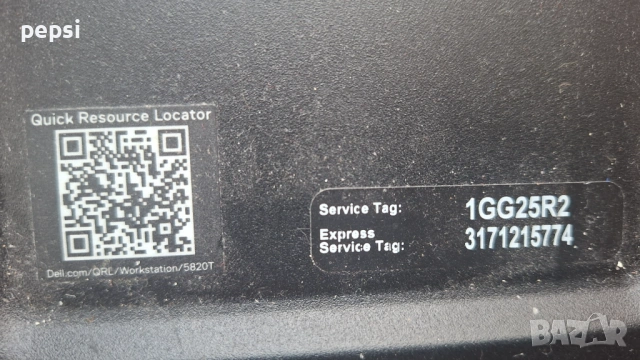 pepsi
Quick Resource Locator
Dell.com/QRL/Workstation/5820T
Service Tag: 1GG25R2
Express
Service Tag: 3171215774
BAZAR